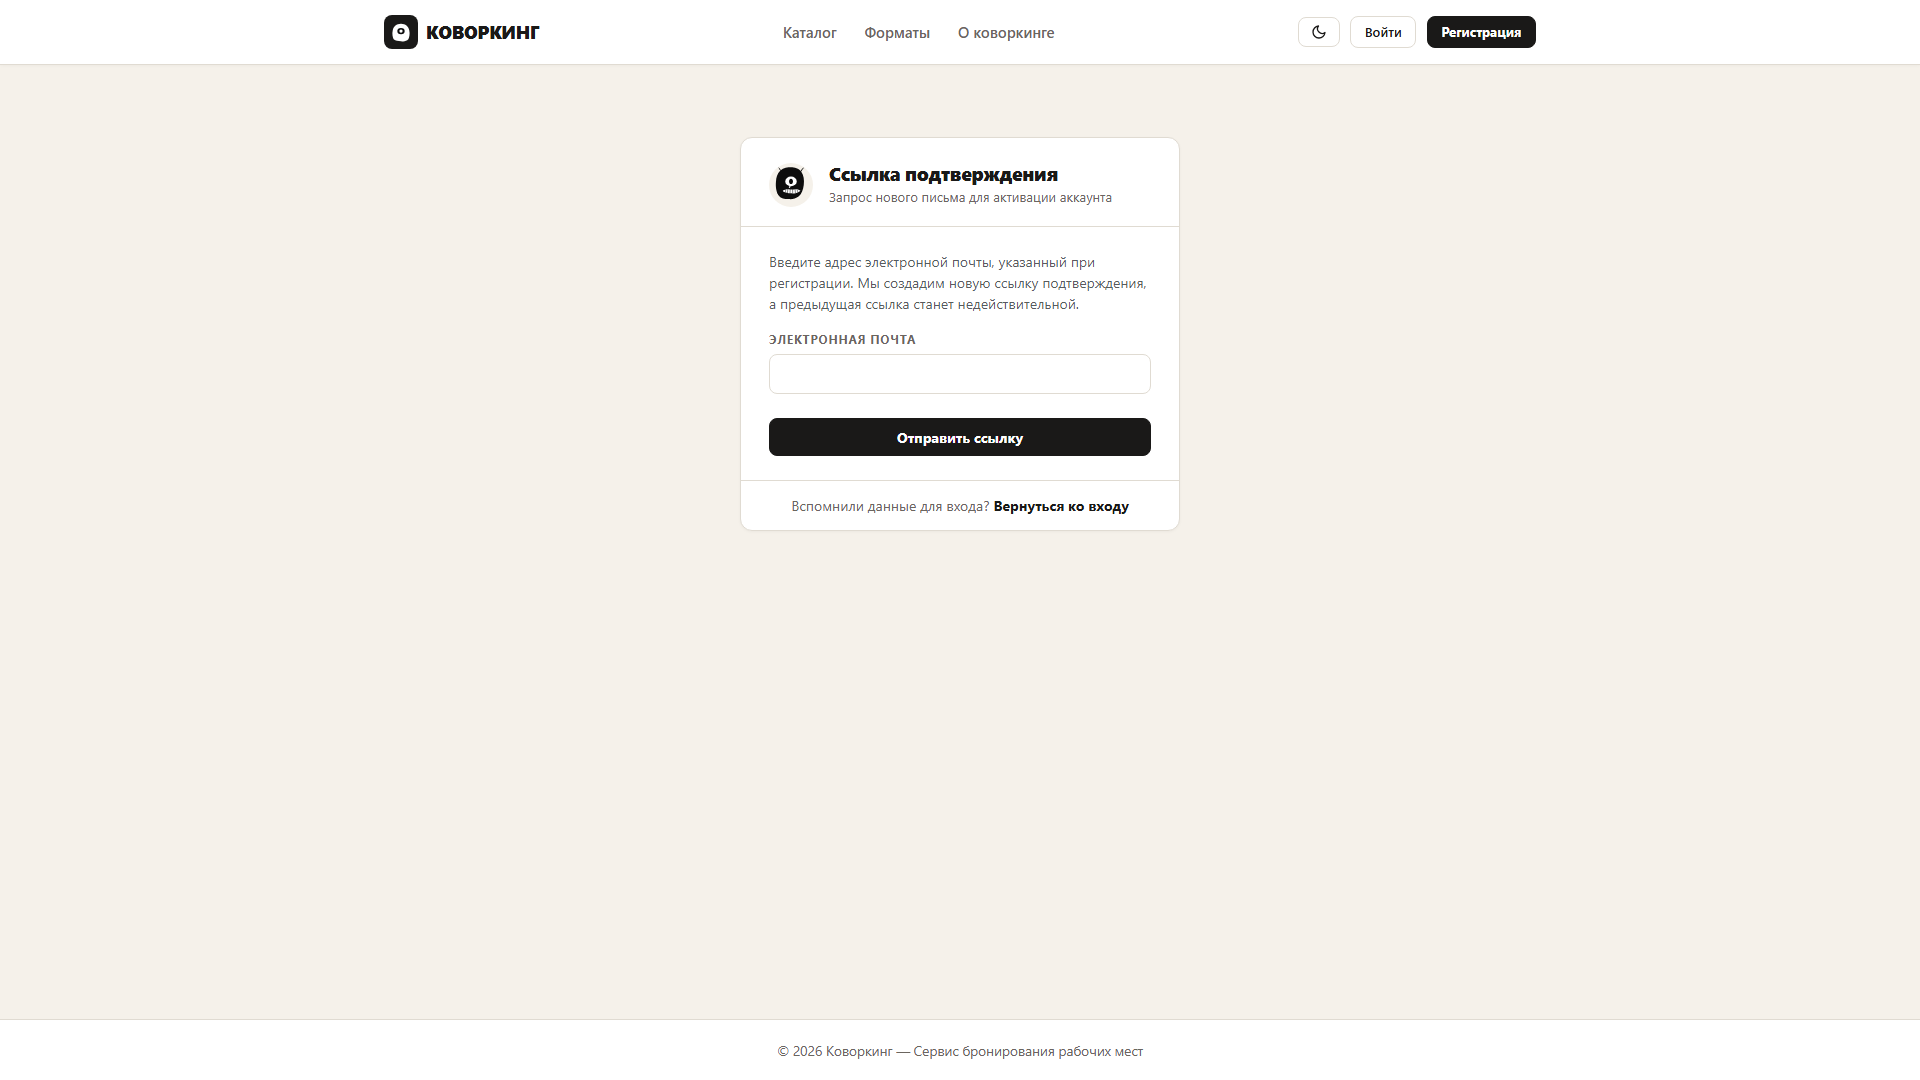 КОВОРКИНГ
Каталог
Форматы
О коворкинге
Войти
Регистрация
Ссылка подтверждения
Запрос нового письма для активации аккаунта
Введите адрес электронной почты, указанный при
регистрации. Мы создадим новую ссылку подтверждения,
а предыдущая ссылка станет недействительной.
ЭЛЕКТРОННАЯ ПОЧТА
Отправить ссылку
Вспомнили данные для входа? Вернуться ко входу
© 2026 Коворкинг — Сервис бронирования рабочих мест